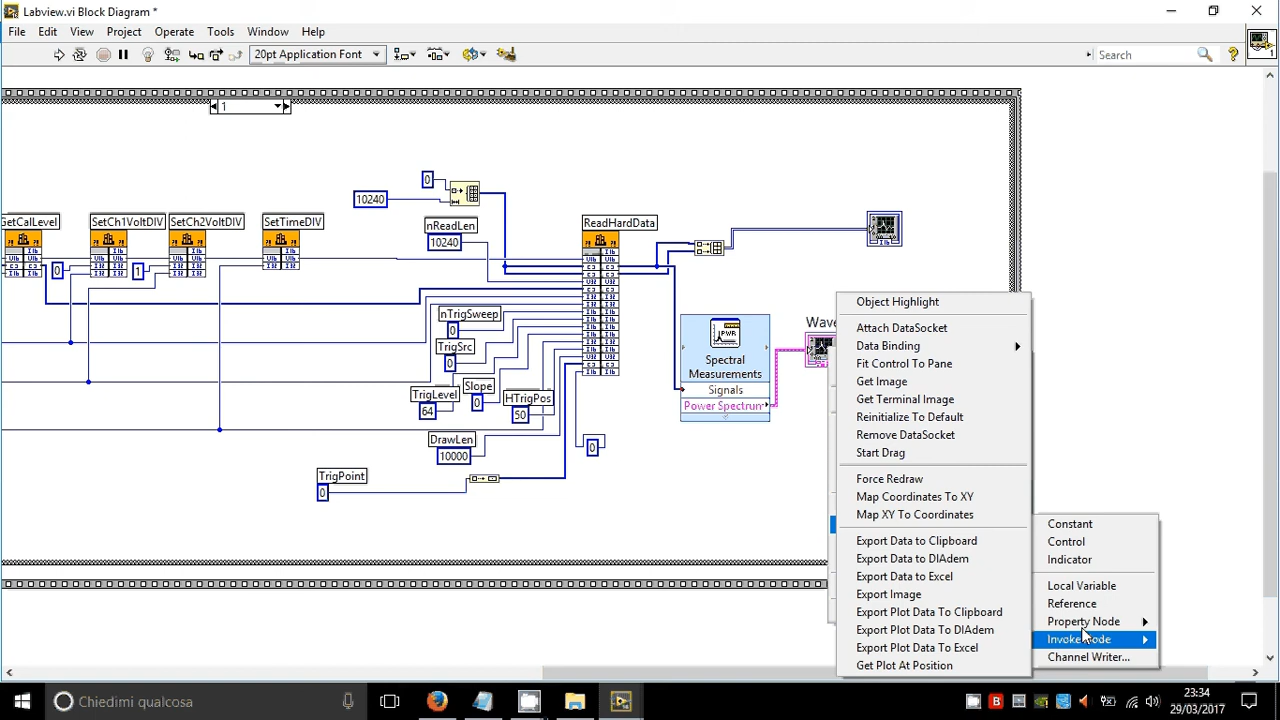 Labview.vi Block Diagram *
File Edit View Project Operate Tools Window Help
20pt Application Font
Search
1
1
0
10240
GetCalLevel
SetCh1VoltDIV
SetCh2VoltDIV
SetTimeDIV
nReadLen
10240
ReadHardData
0
1
nTrigSweep
0
TrigSrc
0
TrigLevel
64
Slope
0
HTrigPos
50
DrawLen
10000
0
TrigPoint
0
PWR
Spectral
Measurements
Signals
Power Spectrum
Wave
Object Highlight
Attach DataSocket
Data Binding
Fit Control To Pane
Get Image
Get Terminal Image
Reinitialize To Default
Remove DataSocket
Start Drag
Force Redraw
Map Coordinates To XY
Map XY To Coordinates
Export Data to Clipboard
Export Data to DIAdem
Export Data to Excel
Export Image
Export Plot Data To Clipboard
Export Plot Data To DIAdem
Export Plot Data To Excel
Get Plot At Position
Constant
Control
Indicator
Local Variable
Reference
Property Node
Invoke Node
Channel Writer...
Chiedimi qualcosa
23:34
29/03/2017